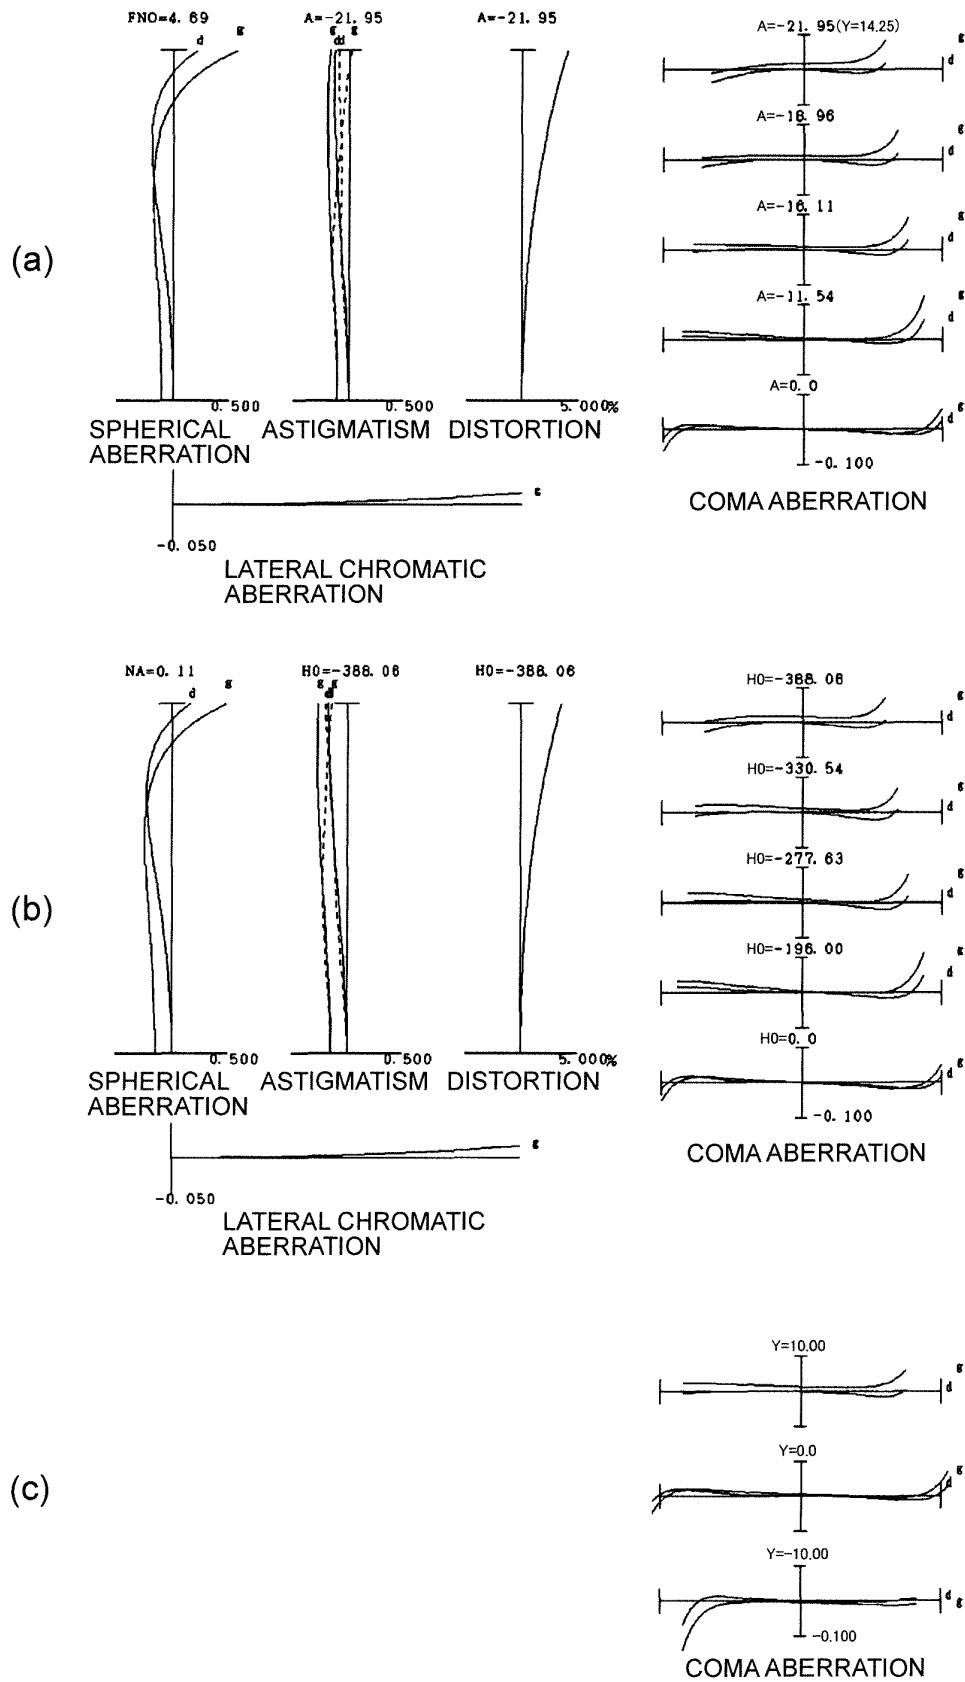 (a)
FNO=4.69
d
g
A=-21.95
g
d d
g
A=-21.95
0.500
0.500
5.000%
SPHERICAL
ABERRATION
ASTIGMATISM
DISTORTION
g
-0.050
LATERAL CHROMATIC
ABERRATION
A=-21.95(Y=14.25)
g
d
A=-18.96
g
d
A=-16.11
g
d
A=-11.54
g
d
A=0.0
g
d
-0.100
COMA ABERRATION
(b)
NA=0.11
d
g
H0=-388.06
g g
d
H0=-388.06
0.500
0.500
5.000%
SPHERICAL
ABERRATION
ASTIGMATISM
DISTORTION
g
-0.050
LATERAL CHROMATIC
ABERRATION
H0=-388.06
g
d
H0=-330.54
g
d
H0=-277.63
g
d
H0=-196.00
g
d
H0=0.0
g
d
-0.100
COMA ABERRATION
(c)
Y=10.00
g
d
Y=0.0
g
d
Y=-10.00
d g
-0.100
COMA ABERRATION